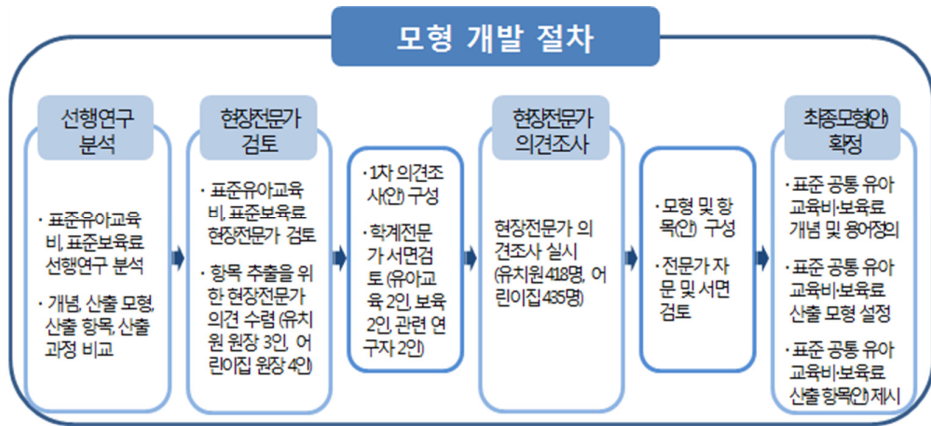 모형 개발 절차
선행연구
분석
· 표준유아교육
비, 표준보육료
선행연구 분석
· 개념, 산출 모형,
산출 항목, 산출
과정 비교
현장전문가
검토
· 표준유아교육
비, 표준보육료
현장전문가 검토
· 항목 추출을 위
한 현장전문가
의견 수렴 (유치
원 원장 3인, 어
린이집 원장 4인)
· 1차 의견조
사(안) 구성
· 학계전문
가 서면검
토 (유아교
육 2인, 보육
2인, 관련 연
구자 2인)
현장전문가
의견조사
현장전문가 의
견조사 실시
(유치원 418명, 어
린이집 435명)
· 모형 및 항
목(안) 구성
· 전문가 자
문 및 서면
검토
최종모형(안)
확정
· 표준 공통 유아
교육비·보육료
개념 및 용어정의
· 표준 공통 유아
교육비·보육료
산출 모형 설정
· 표준 공통 유아
교육비·보육료
산출 항목(안) 제시